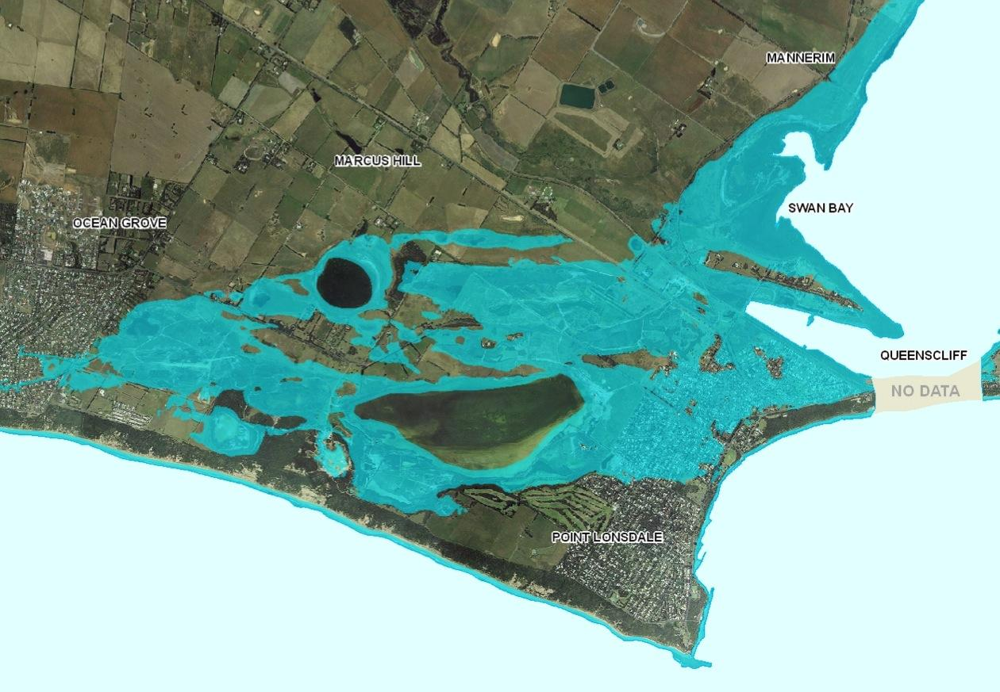 MANNERIM
MARCUS HILL
SWAN BAY
OCEAN GROVE
QUEENSCLIFF
NO DATA
POINT LONSDALE